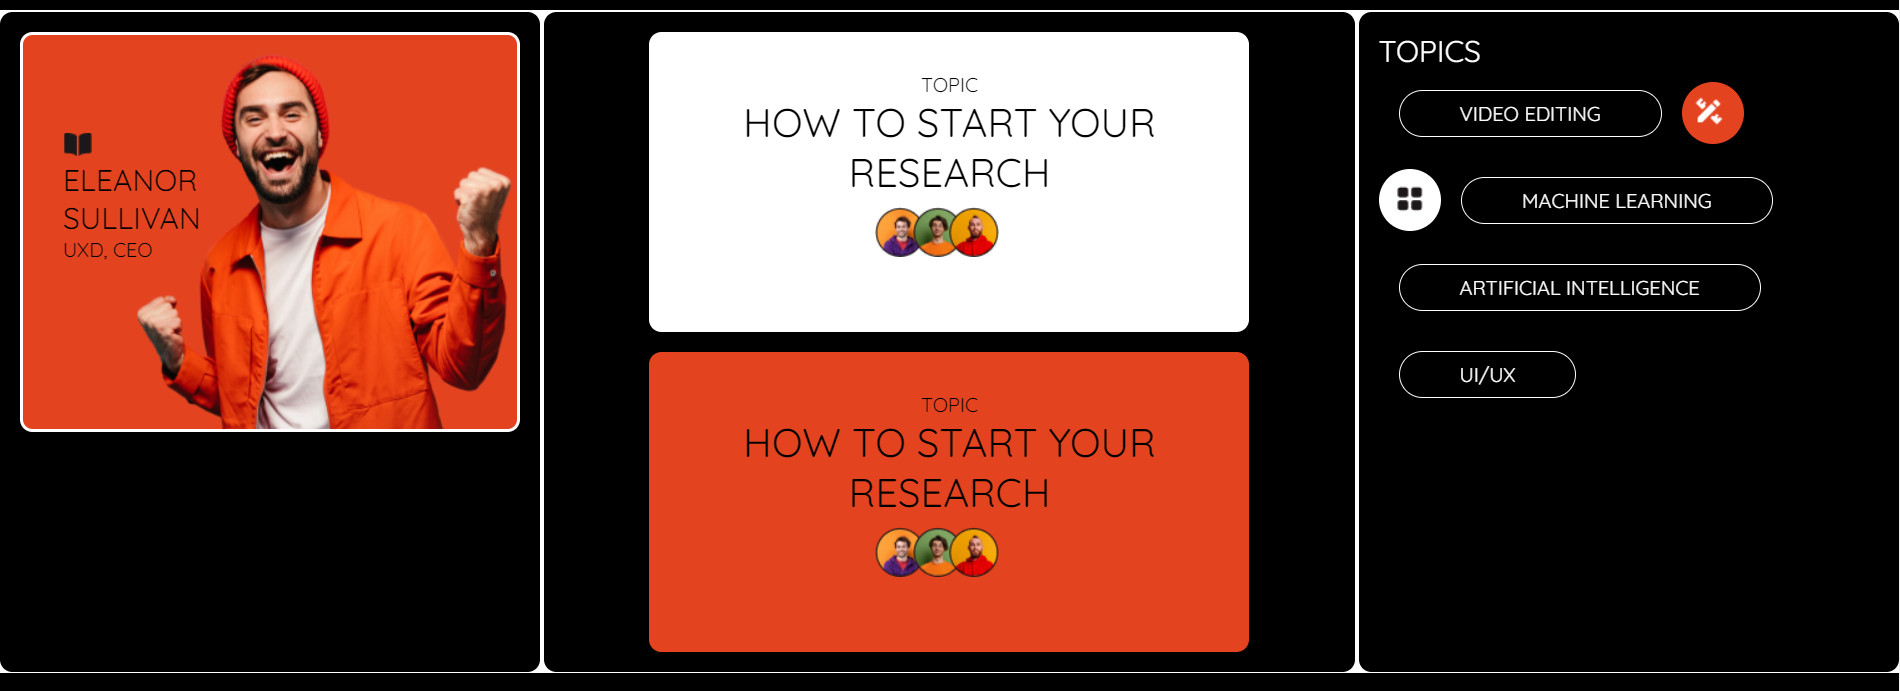 ELEANOR
SULLIVAN
UXD, CEO
TOPIC
HOW TO START YOUR
RESEARCH
TOPIC
HOW TO START YOUR
RESEARCH
TOPICS
VIDEO EDITING
MACHINE LEARNING
ARTIFICIAL INTELLIGENCE
UI/UX